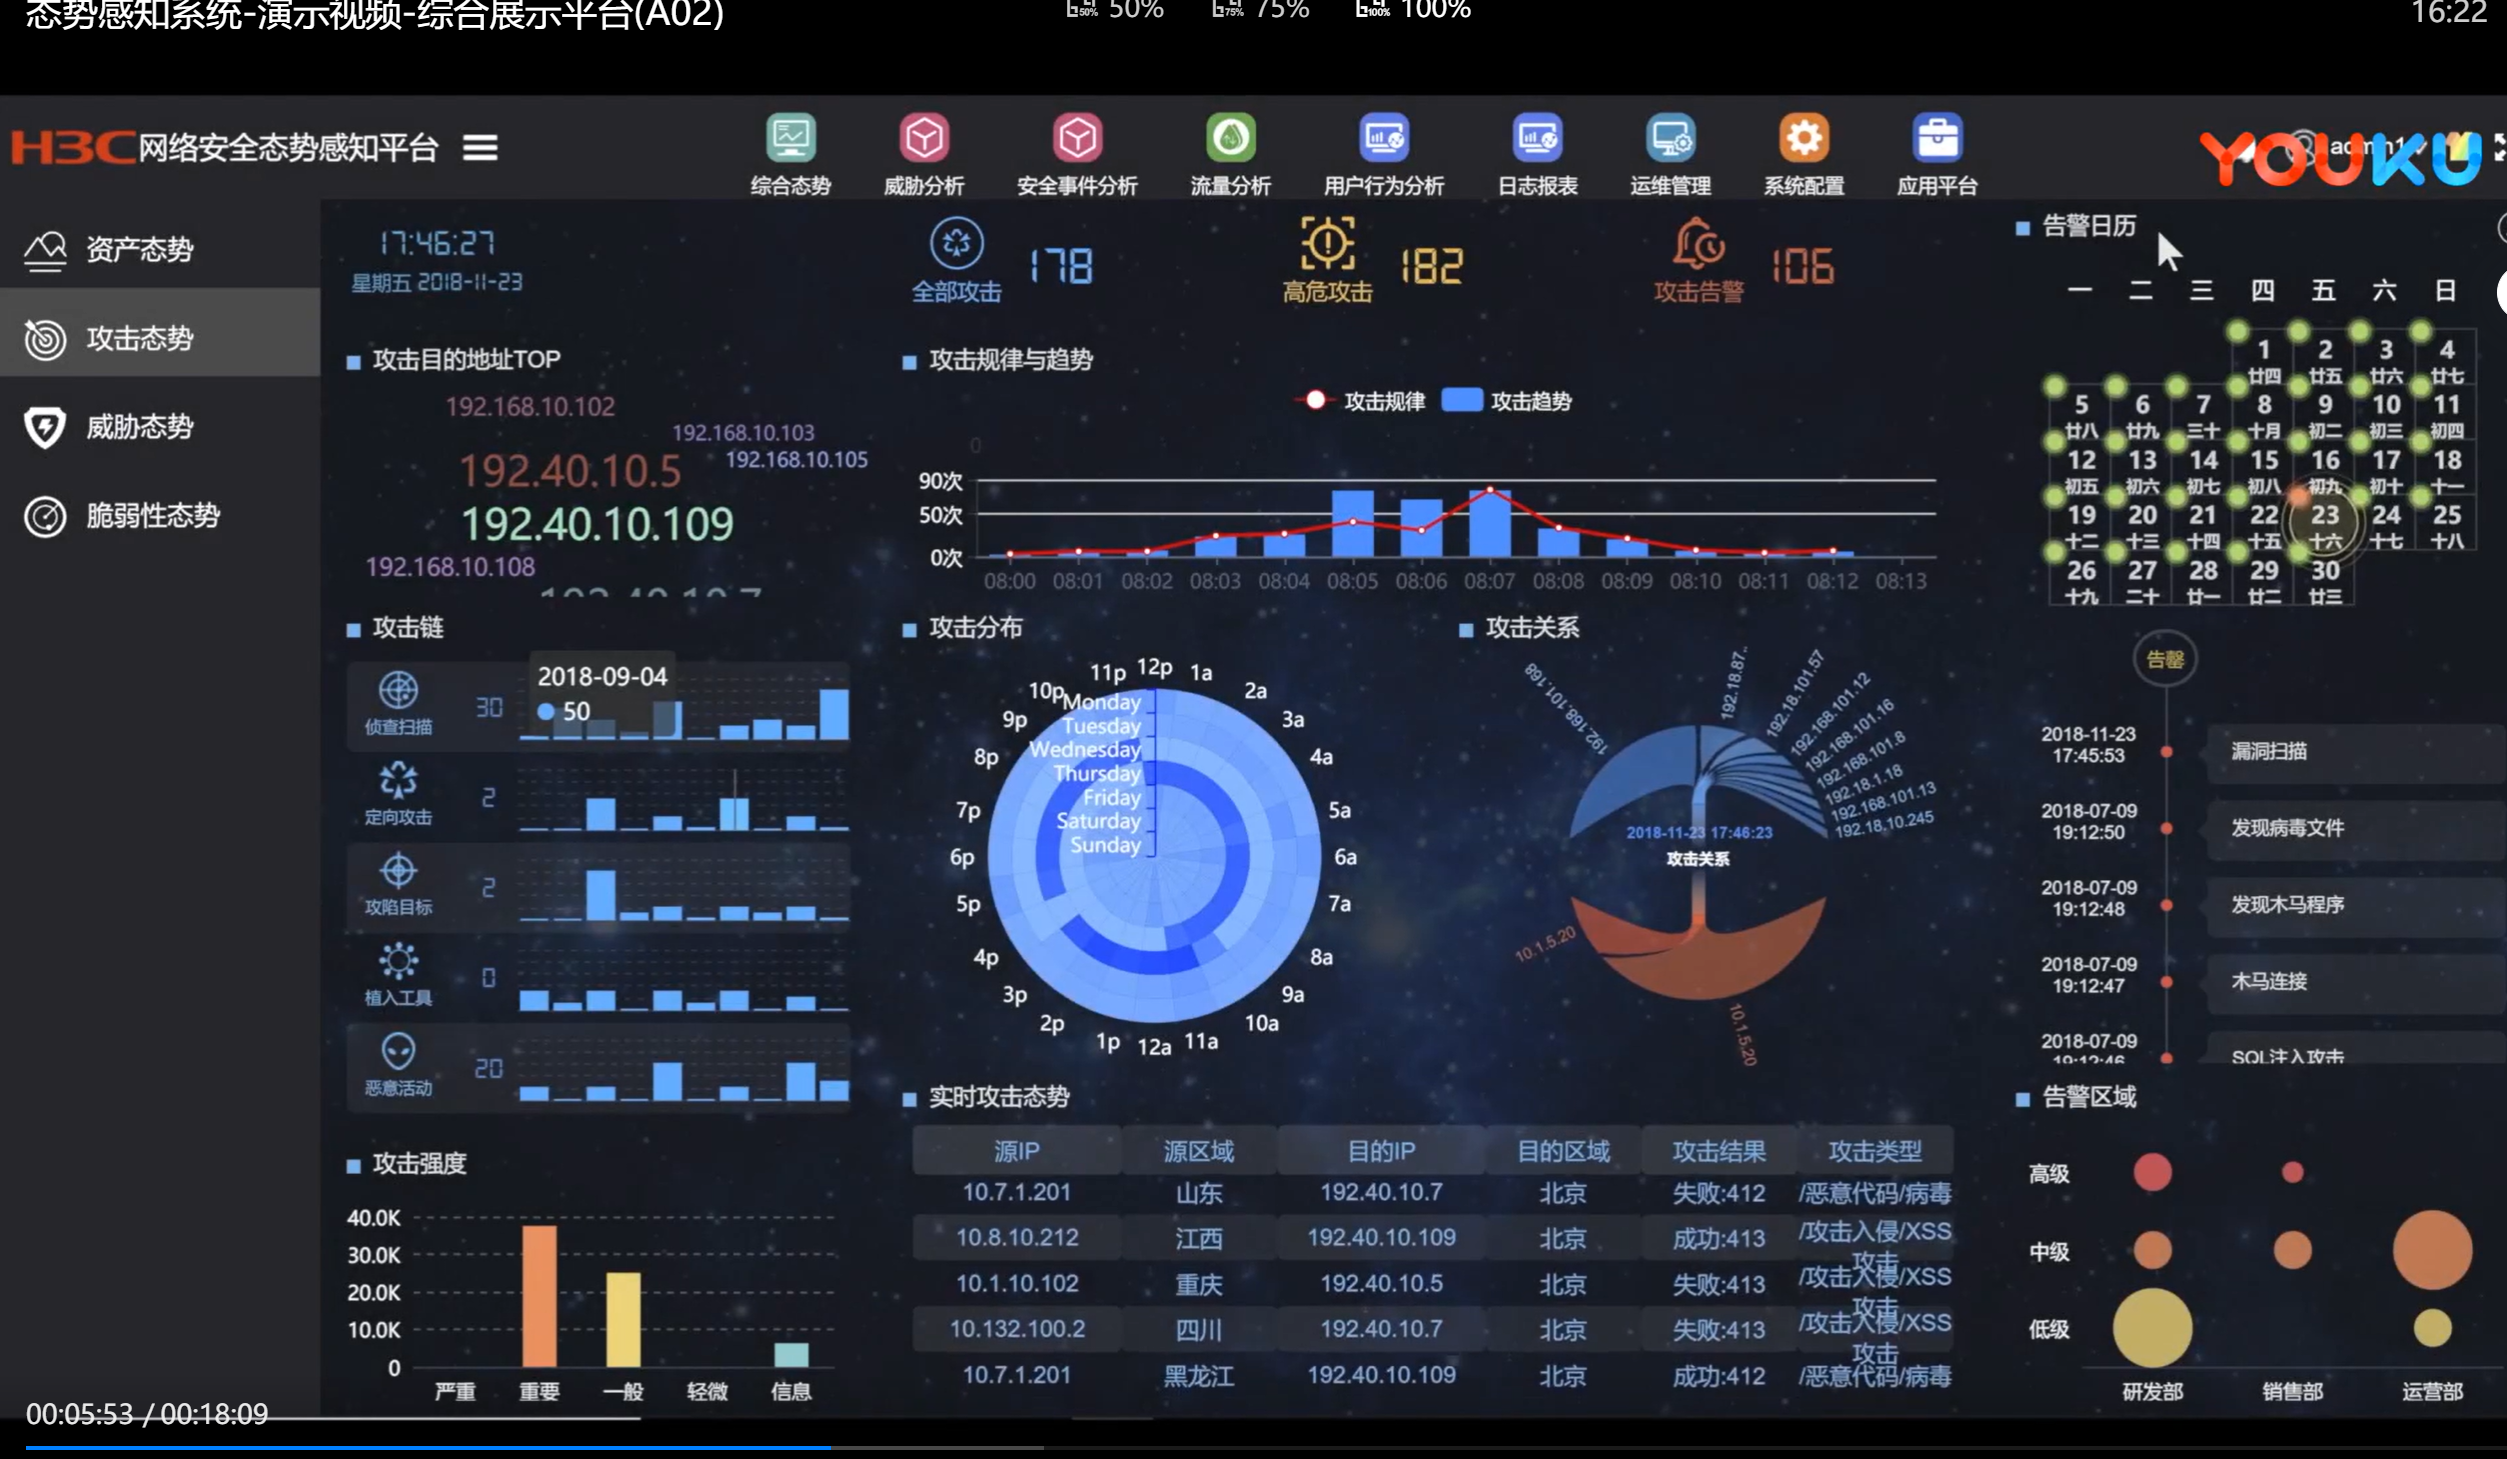 态势感知系统-演示视频-综合展示平台(A02)
50% 50% 75% 75% 100% 100%
16:22
H3C网络安全态势感知平台
综合态势 威胁分析 安全事件分析 流量分析 用户行为分析 日志报表 运维管理 系统配置 应用平台
YOUKU
admin1
资产态势
攻击态势
威胁态势
脆弱性态势
17:46:27
星期五 2018-11-23
全部攻击 178
高危攻击 182
攻击告警 106
攻击目的地址TOP
192.168.10.102
192.168.10.103
192.168.10.105
192.40.10.5
192.40.10.109
192.168.10.108
192.40.10.7
攻击规律与趋势
攻击规律 攻击趋势
0
90次
50次
0次
08:00 08:01 08:02 08:03 08:04 08:05 08:06 08:07 08:08 08:09 08:10 08:11 08:12 08:13
攻击链
2018-09-04
50
侦查扫描 30
定向攻击 2
攻陷目标 2
植入工具 0
恶意活动 20
攻击强度
40.0K
30.0K
20.0K
10.0K
0
严重 重要 一般 轻微 信息
攻击分布
12p 1a 2a 3a 4a 5a 6a 7a 8a 9a 10a 11a 12a 1p 2p 3p 4p 5p 6p 7p 8p 9p 10p 11p
Monday
Tuesday
Wednesday
Thursday
Friday
Saturday
Sunday
攻击关系
192.168.101.168
192.18.87..
192.18.101.57
192.168.101.12
192.168.101.16
192.168.101.8
192.18.1.18
192.168.101.13
192.18.10.245
2018-11-23 17:46:23
攻击关系
10.1.5.20
10.1.5.20
实时攻击态势
源IP 源区域 目的IP 目的区域 攻击结果 攻击类型
10.7.1.201 山东 192.40.10.7 北京 失败:412 /恶意代码/病毒
10.8.10.212 江西 192.40.10.109 北京 成功:413 /攻击入侵/XSS
攻击
10.1.10.102 重庆 192.40.10.5 北京 失败:413 /攻击入侵/XSS
攻击
10.132.100.2 四川 192.40.10.7 北京 失败:413 /攻击入侵/XSS
攻击
10.7.1.201 黑龙江 192.40.10.109 北京 成功:412 /恶意代码/病毒
告警日历
一 二 三 四 五 六 日
1 2 3 4
廿四 廿五 廿六 廿七
5 6 7 8 9 10 11
廿八 廿九 三十 十月 初二 初三 初四
12 13 14 15 16 17 18
初五 初六 初七 初八 初九 初十 十一
19 20 21 22 23 24 25
十二 十三 十四 十五 十六 十七 十八
26 27 28 29 30
十九 二十 廿一 廿二 廿三
告警
2018-11-23
17:45:53
漏洞扫描
2018-07-09
19:12:50
发现病毒文件
2018-07-09
19:12:48
发现木马程序
2018-07-09
19:12:47
木马连接
2018-07-09
19:12:46
SQL注入攻击
告警区域
高级
中级
低级
研发部 销售部 运营部
00:05:53 / 00:18:09